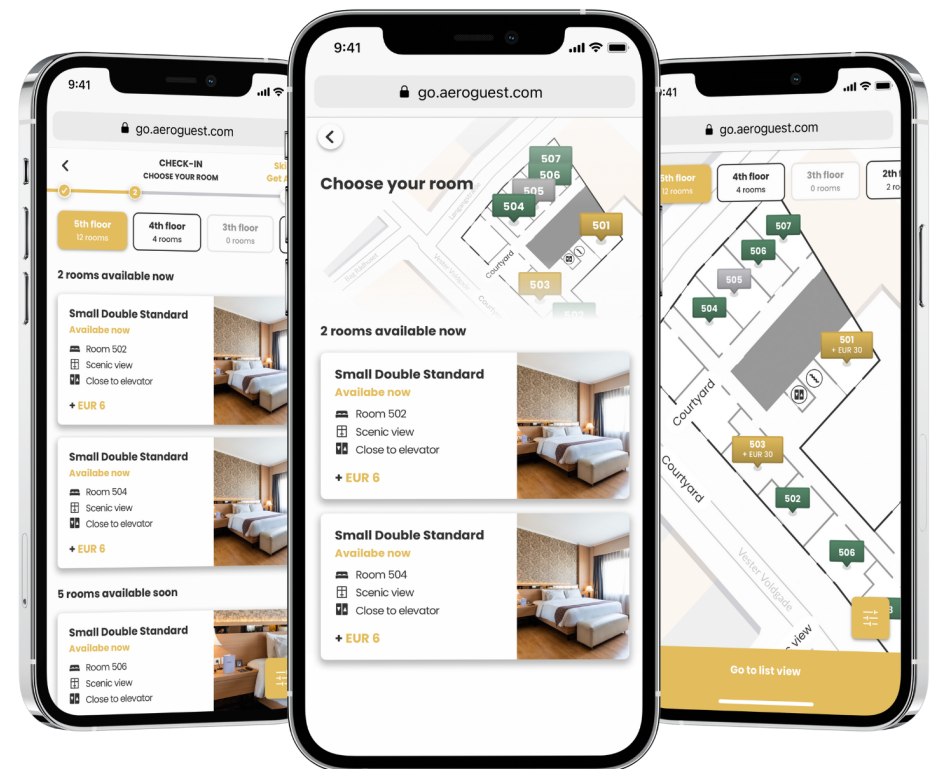 9:41
go.aeroguest.com
CHECK-IN
CHOOSE YOUR ROOM
2
5th floor
12 rooms
4th floor
4 rooms
3th floor
0 rooms
2 rooms available now
Small Double Standard
Availabe now
Room 502
Scenic view
Close to elevator
+ EUR 6
Small Double Standard
Availabe now
Room 504
Scenic view
Close to elevator
+ EUR 6
5 rooms available soon
Small Double Standard
Availabe now
Room 506
Scenic view
Close to elevator
9:41
go.aeroguest.com
Choose your room
507
506
505
504
501
503
502
Courtyard
Vester Voldgade
2 rooms available now
Small Double Standard
Availabe now
Room 502
Scenic view
Close to elevator
+ EUR 6
Small Double Standard
Availabe now
Room 504
Scenic view
Close to elevator
+ EUR 6
:41
go.aeroguest.com
5th floor
12 rooms
4th floor
4 rooms
3th floor
0 rooms
507
506
505
504
501
+ EUR 30
Courtyard
503
+ EUR 30
Courtyard
502
506
Vester Voldgade
view
Go to list view